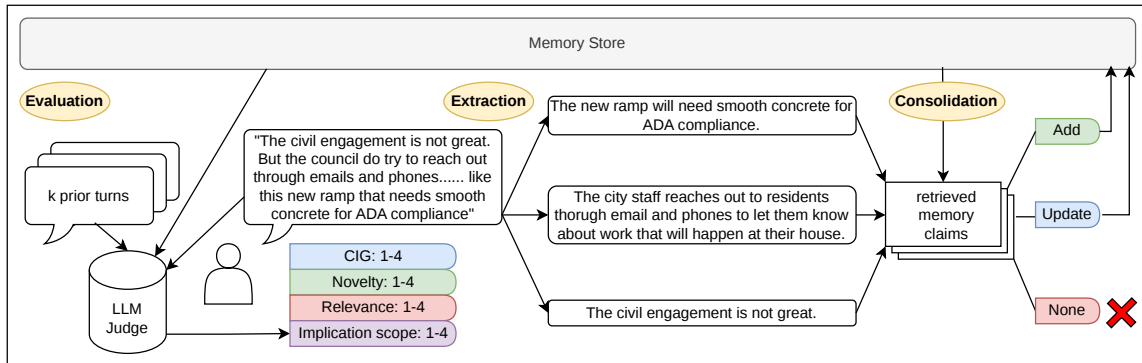 Memory Store
Evaluation
k prior turns
LLM
Judge
"The civil engagement is not great.
But the council do try to reach out
through emails and phones...... like
this new ramp that needs smooth
concrete for ADA compliance"
CIG: 1-4
Novelty: 1-4
Relevance: 1-4
Implication scope: 1-4
Extraction
The new ramp will need smooth concrete for
ADA compliance.
The city staff reaches out to residents
thorugh email and phones to let them know
about work that will happen at their house.
The civil engagement is not great.
Consolidation
retrieved
memory
claims
Add
Update
None